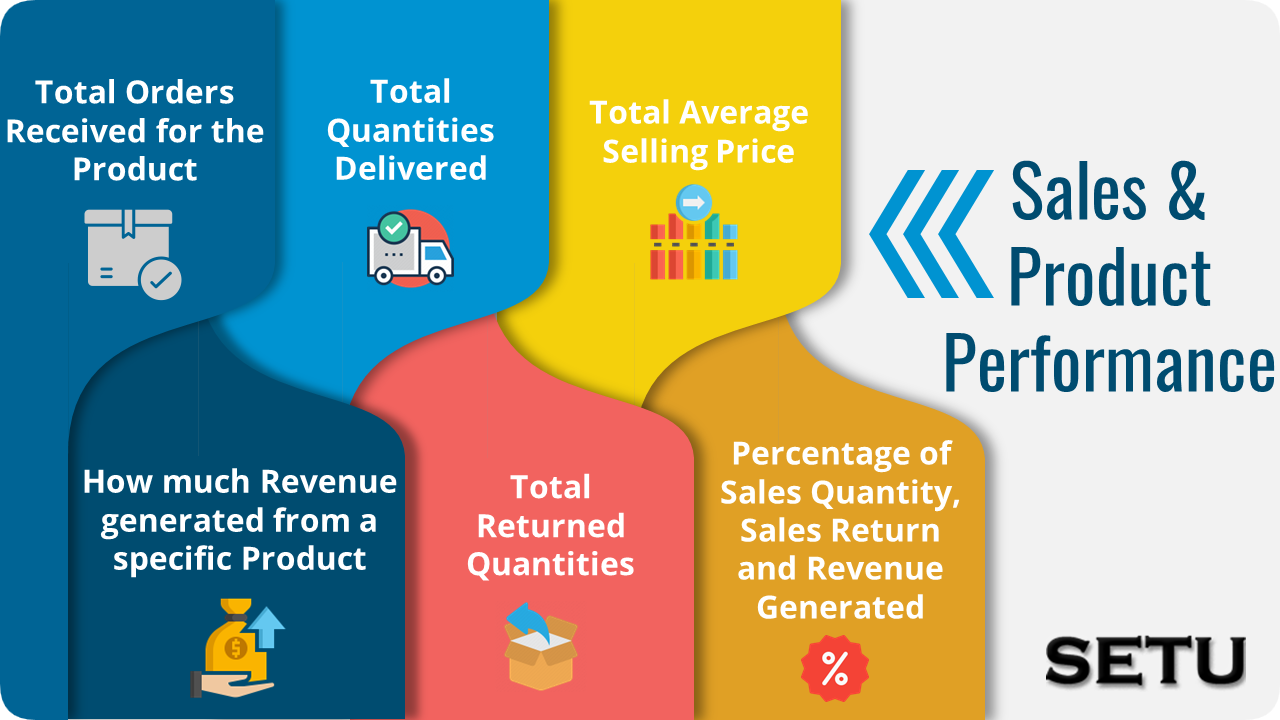 Total Orders
Received for the
Product
Total
Quantities
Delivered
Total Average
Selling Price
Sales &
Product
Performance
How much Revenue
generated from a
specific Product
$
Total
Returned
Quantities
Percentage of
Sales Quantity,
Sales Return
and Revenue
Generated
%
SETU